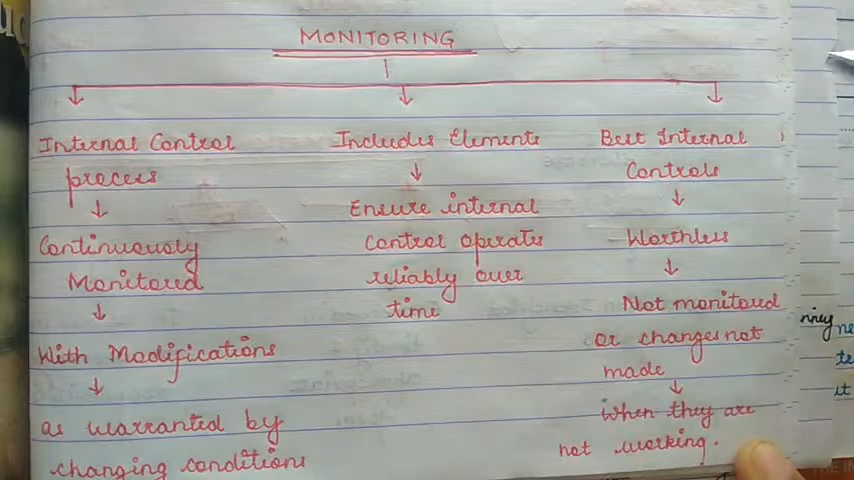 MONITORING
Internal Control
process
Continuously
Monitored
With Modifications
as warranted by
changing conditions
Includes Elements
Ensure internal
control operates
reliably over
time
Best Internal
Controls
Worthless
Not monitored
or changes not
made
when they are
not working.